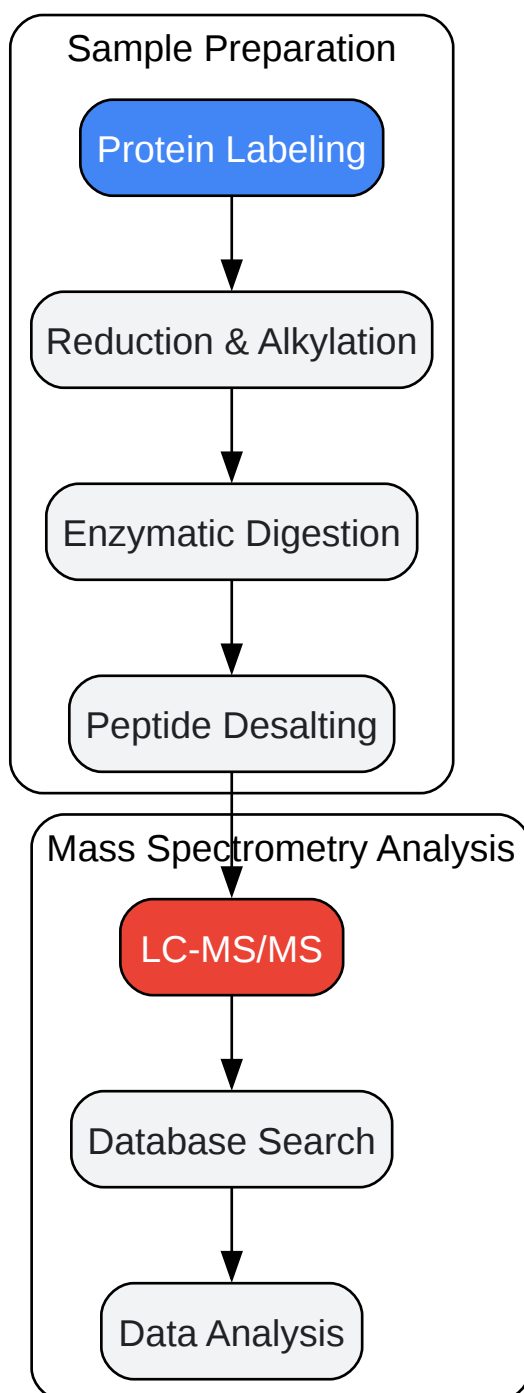 Sample Preparation
Protein Labeling
Reduction & Alkylation
Enzymatic Digestion
Peptide Desalting
Mass Spectrometry Analysis
LC-MS/MS
Database Search
Data Analysis